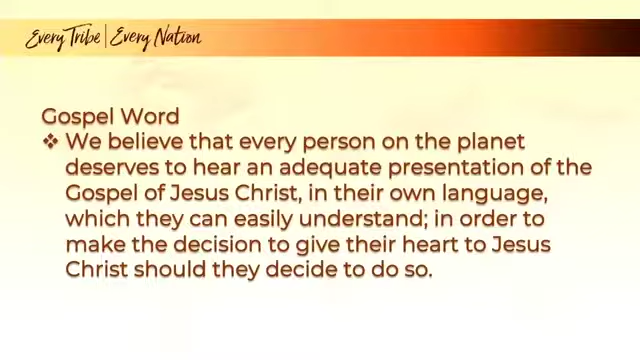 Every Tribe | Every Nation
Gospel Word
❖ We believe that every person on the planet
deserves to hear an adequate presentation of the
Gospel of Jesus Christ, in their own language,
which they can easily understand; in order to
make the decision to give their heart to Jesus
Christ should they decide to do so.